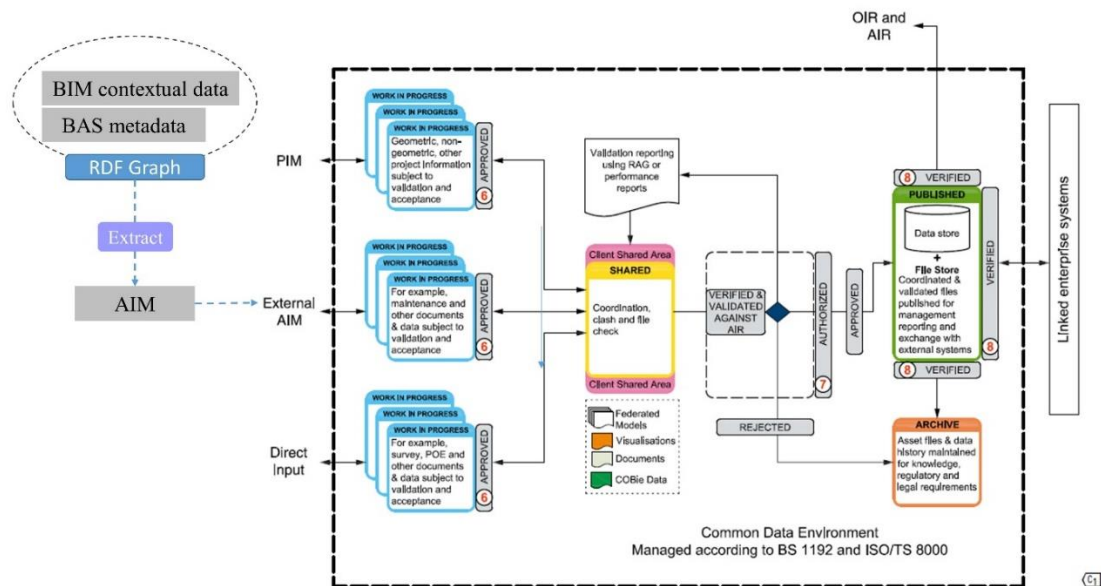 BIM contextual data
BAS metadata
RDF Graph
Extract
AIM
PIM
External
AIM
Direct
Input
WORK IN PROGRESS
WORK IN PROGRESS
WORK IN PROGRESS
Geometric, non-
geometric, other
project Information
subject to
validation and
acceptance
APPROVED
6
WORK IN PROGRESS
WORK IN PROGRESS
WORK IN PROGRESS
For example,
maintenance and
other documents
& data subject to
validation and
acceptance
APPROVED
6
WORK IN PROGRESS
WORK IN PROGRESS
WORK IN PROGRESS
For example,
survey, POE and
other documents
& data subject to
validation and
acceptance
APPROVED
6
Validation reporting
using RAG or
performance
reports
Client Shared Area
SHARED
Coordination,
clash and file
check
Client Shared Area
Federated
Models
Visualisations
Documents
COBie Data
VERIFIED &
VALIDATED
AGAINST
AIR
AUTHORIZED
7
APPROVED
REJECTED
OIR and
AIR
8 VERIFIED
PUBLISHED
Data store
+
File Store
Coordinated &
validated files
published for
management
reporting and
exchange with
external systems
VERIFIED
8
8 VERIFIED
ARCHIVE
Asset files & data
history maintained
for knowledge,
regulatory and
legal requirements
Linked enterprise systems
Common Data Environment
Managed according to BS 1192 and ISO/TS 8000
C1